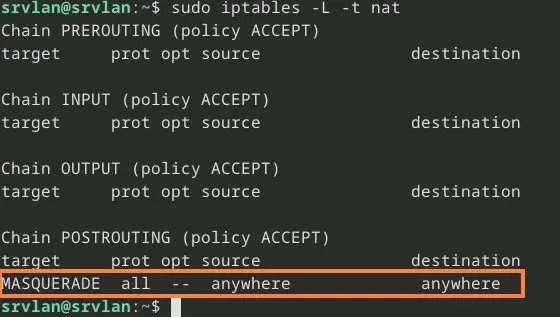 srvlan@srvlan:~$ sudo iptables -L -t nat
Chain PREROUTING (policy ACCEPT)
target     prot opt source               destination

Chain INPUT (policy ACCEPT)
target     prot opt source               destination

Chain OUTPUT (policy ACCEPT)
target     prot opt source               destination

Chain POSTROUTING (policy ACCEPT)
target     prot opt source               destination
MASQUERADE  all  --  anywhere             anywhere
srvlan@srvlan:~$